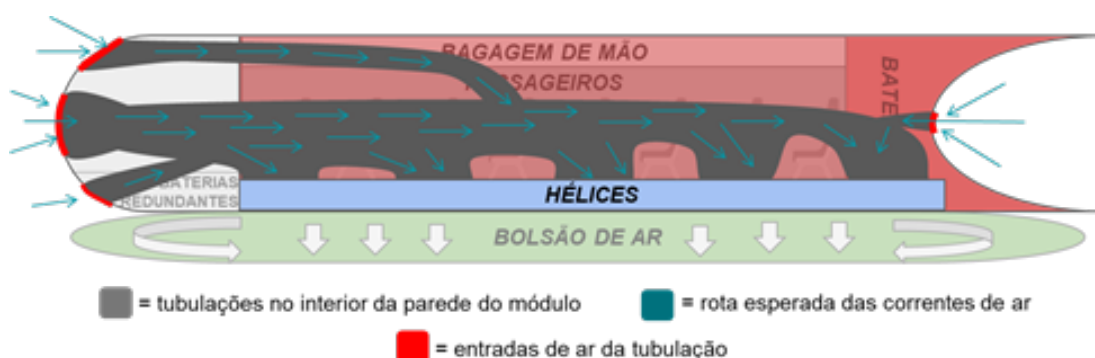 BAGAGEM DE MÃO
SSAGEIROS
BATE
BATERIAS
REDUNDANTES
HÉLICES
BOLSÃO DE AR
= tubulações no interior da parede do módulo
= rota esperada das correntes de ar
= entradas de ar da tubulação